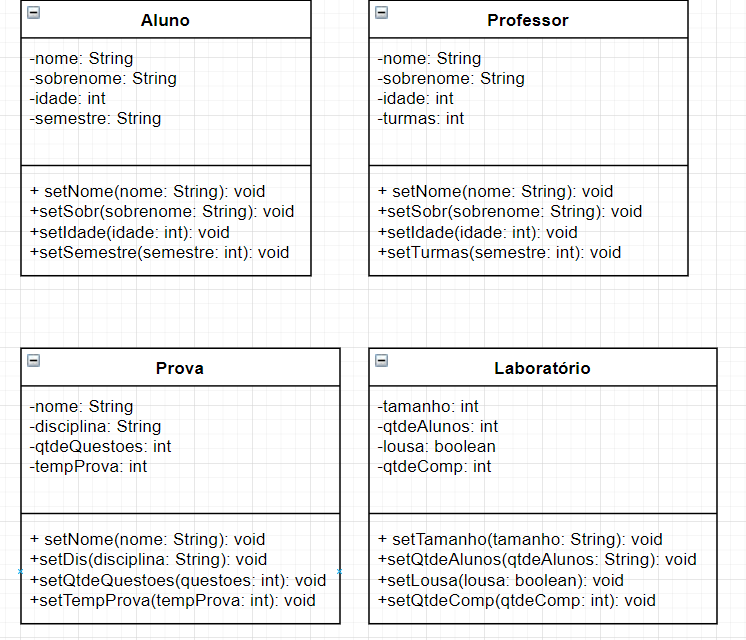 Aluno
-nome: String
-sobrenome: String
-idade: int
-semestre: String
+ setNome(nome: String): void
+setSobr(sobrenome: String): void
+setIdade(idade: int): void
+setSemestre(semestre: int): void
Professor
-nome: String
-sobrenome: String
-idade: int
-turmas: int
+ setNome(nome: String): void
+setSobr(sobrenome: String): void
+setIdade(idade: int): void
+setTurmas(semestre: int): void
Prova
-nome: String
-disciplina: String
-qtdeQuestoes: int
-tempProva: int
+ setNome(nome: String): void
+setDis(disciplina: String): void
+setQtdeQuestoes(questoes: int): void
+setTempProva(tempProva: int): void
Laboratório
-tamanho: int
-qtdeAlunos: int
-lousa: boolean
-qtdeComp: int
+ setTamanho(tamanho: String): void
+setQtdeAlunos(qtdeAlunos: String): void
+setLousa(lousa: boolean): void
+setQtdeComp(qtdeComp: int): void